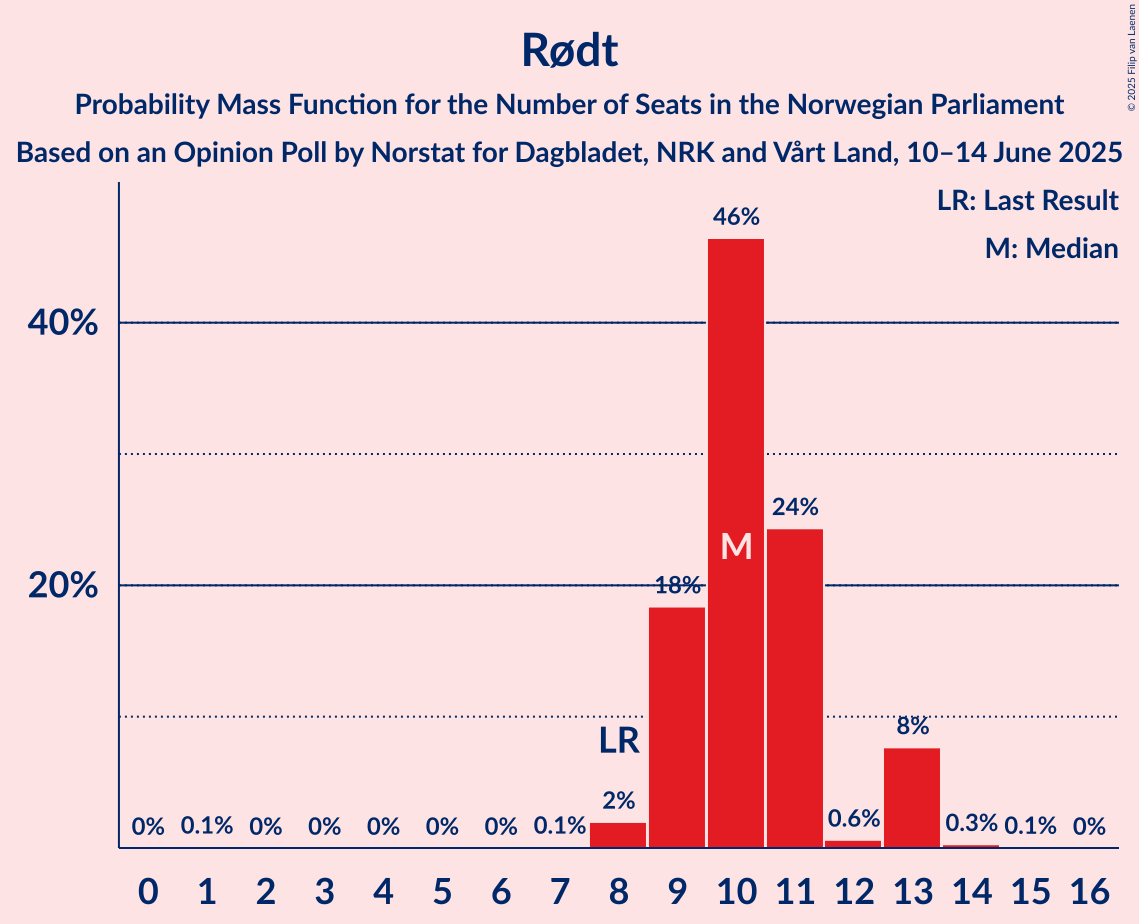 © 2025 Filip van Laenen
Rødt
Probability Mass Function for the Number of Seats in the Norwegian Parliament
Based on an Opinion Poll by Norstat for Dagbladet, NRK and Vårt Land, 10–14 June 2025
LR: Last Result
M: Median
46%
40%
24%
M
20%
18%
8%
LR
2%
0% 0.1% 0% 0% 0% 0% 0% 0.1% 0.6% 0.3% 0.1% 0%
0 1 2 3 4 5 6 7 8 9 10 11 12 13 14 15 16